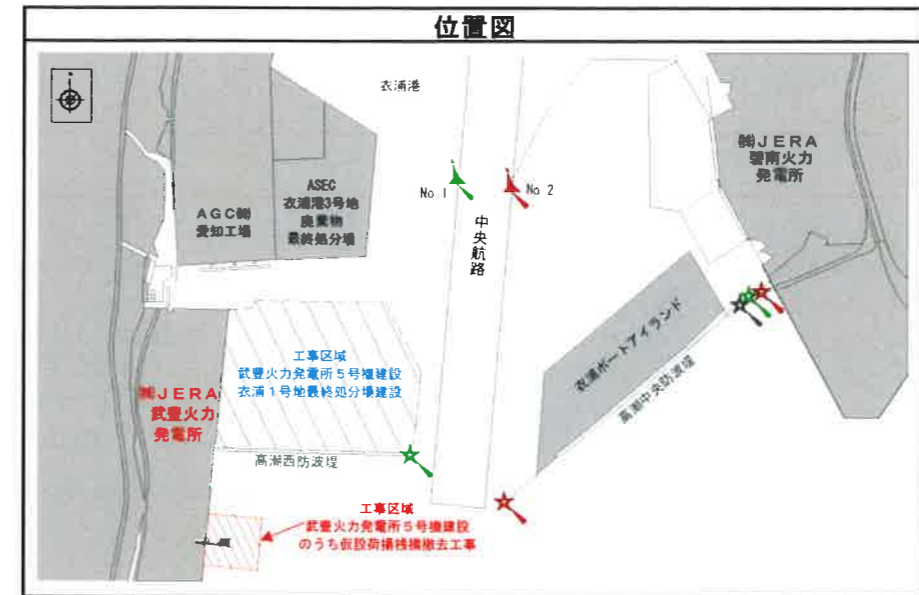 位置図
衣浦港
No 1
No 2
中央航路
AGC㈱
愛知工場
ASEC
衣浦港3号地
廃棄物
最終処分場
㈱JERA
碧南火力
発電所
衣浦ポートアイランド
高潮中央防波堤
工事区域
武豊火力発電所5号機建設
衣浦1号地最終処分場建設
㈱JERA
武豊火力
発電所
高潮西防波堤
工事区域
武豊火力発電所5号機建設
のうち仮設荷揚桟橋撤去工事